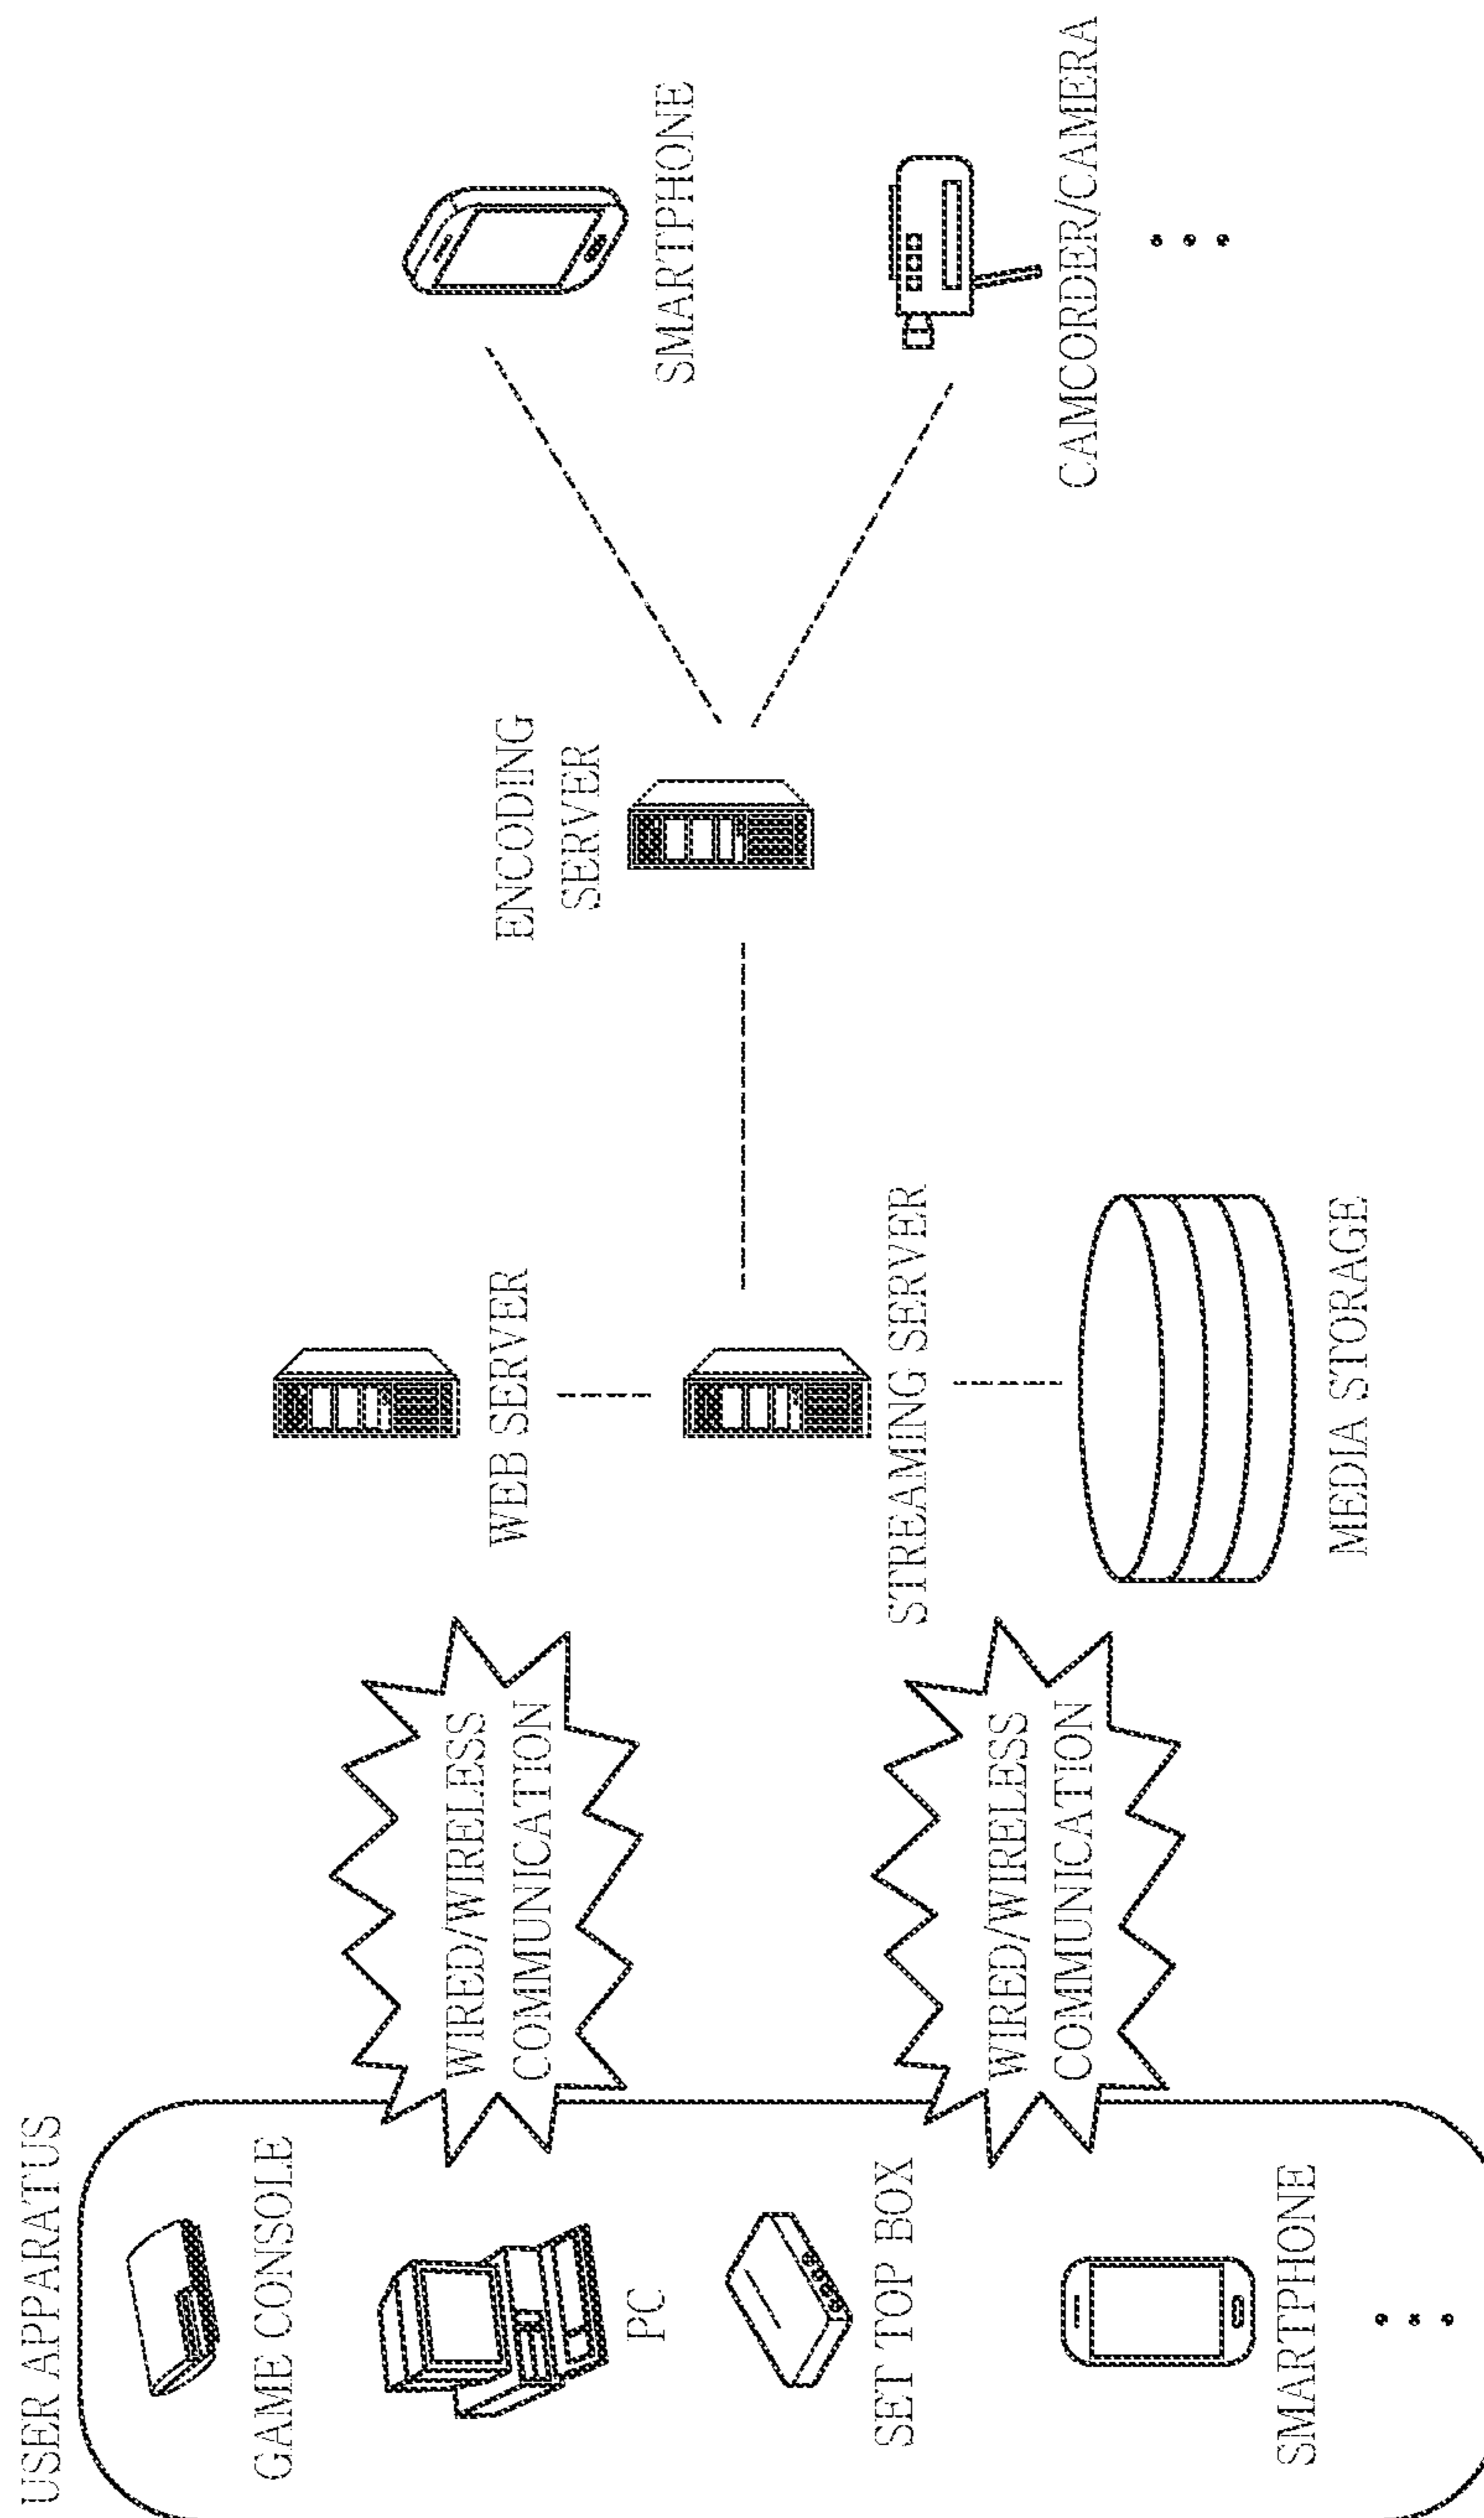 USER APPARATUS
GAME CONSOLE
PC
SET TOP BOX
SMARTPHONE
WIRED/WIRELESS
COMMUNICATION
WIRED/WIRELESS
COMMUNICATION
WEB SERVER
STREAMING SERVER
MEDIA STORAGE
ENCODING
SERVER
SMARTPHONE
CAMCORDER/CAMERA